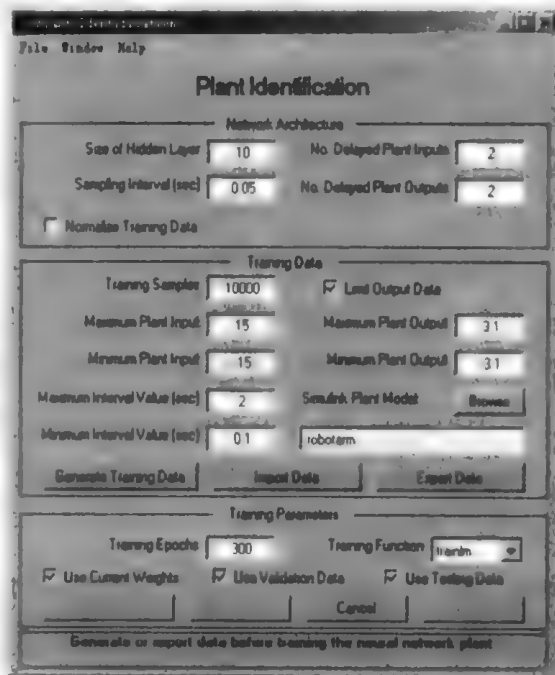 Plant Identification
File Window Help
Plant Identification
Network Architecture
Size of Hidden Layer 10 No. Delayed Plant Inputs 2
Sampling Interval (sec) 0.05 No. Delayed Plant Outputs 2
Normalize Training Data
Training Data
Training Samples 10000 Limit Output Data
Maximum Plant Input 15 Maximum Plant Output 3.1
Minimum Plant Input 15 Minimum Plant Output 3.1
Maximum Interval Value (sec) 2 Simulink Plant Model Browse
Minimum Interval Value (sec) 0.1 robotarm
Generate Training Data Import Data Export Data
Training Parameters
Training Epochs 300 Training Function trainlm
Use Current Weights Use Validation Data Use Testing Data
Cancel
Generate or import data before training the neural network plant